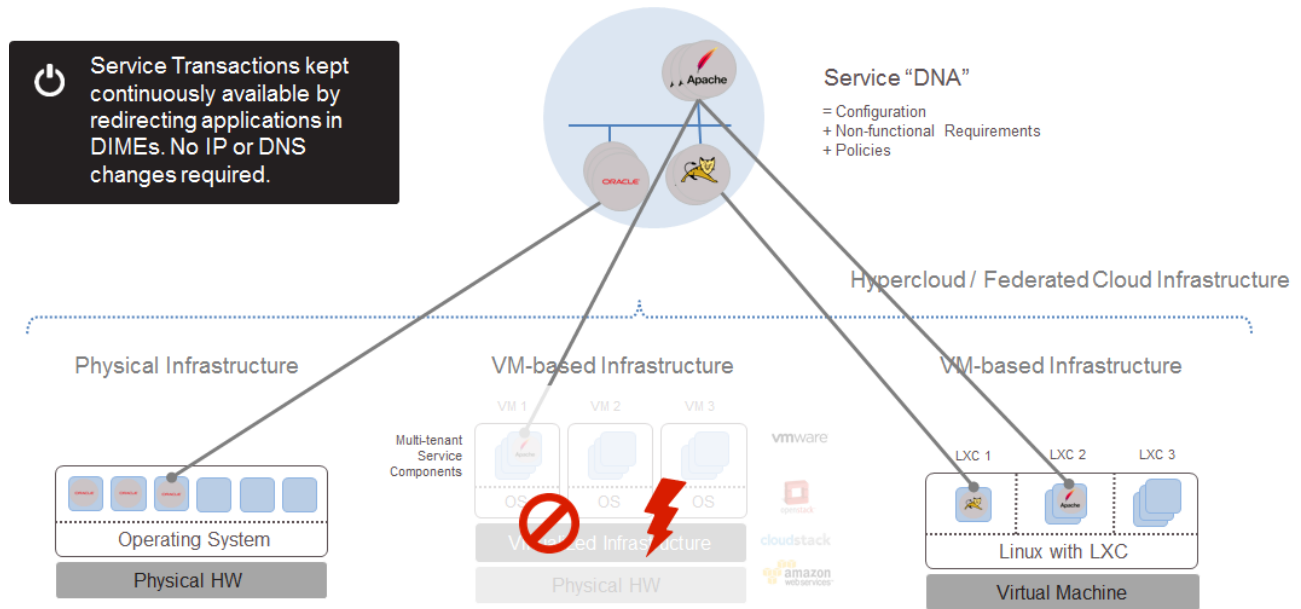 Service Transactions kept
continuously available by
redirecting applications in
DIMEs. No IP or DNS
changes required.
Apache
ORACLE
Service “DNA”
= Configuration
+ Non-functional Requirements
+ Policies
Hypercloud / Federated Cloud Infrastructure
Physical Infrastructure
VM-based Infrastructure
VM-based Infrastructure
VM 1
VM 2
VM 3
Multi-tenant
Service
Components
Apache
OS
OS
OS
Virtualized Infrastructure
Physical HW
vmware
openstack
cloudstack
amazon
webservices
ORACLE
ORACLE
ORACLE
Operating System
Physical HW
LXC 1
LXC 2
LXC 3
Apache
Linux with LXC
Virtual Machine